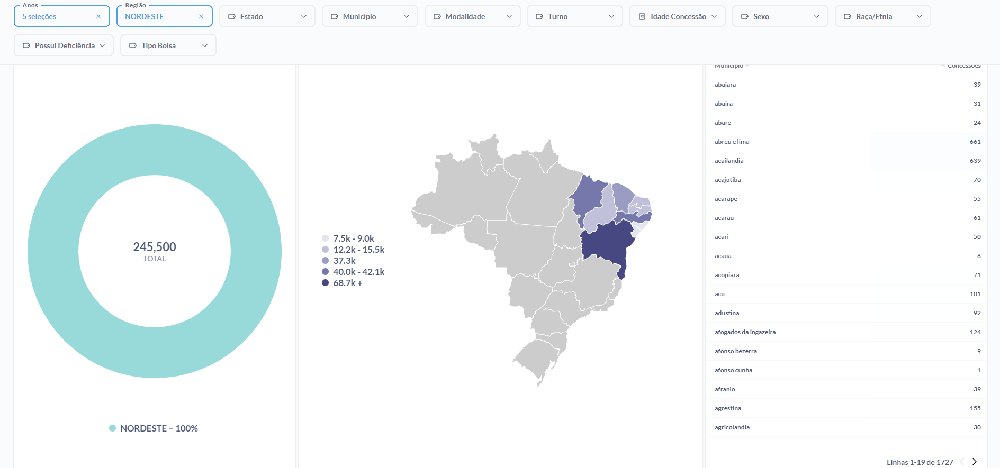 Anos
5 seleções
Região
NORDESTE
Estado
Município
Modalidade
Turno
12 Idade Concessão
Sexo
Raça/Etnia
Possui Deficiência
Tipo Bolsa
245,500
TOTAL
NORDESTE – 100%
7.5k - 9.0k
12.2k - 15.5k
37.3k
40.0k - 42.1k
68.7k +
Município Concessões
abaiara 39
abaira 31
abare 24
abreu e lima 661
acailandia 639
acajutiba 70
acarape 55
acarau 61
acari 50
acaua 6
acopiara 71
acu 101
adustina 92
afogados da ingazeira 124
afonso bezerra 9
afonso cunha 1
afranio 39
agrestina 155
agricolandia 30
Linhas 1-19 de 1727